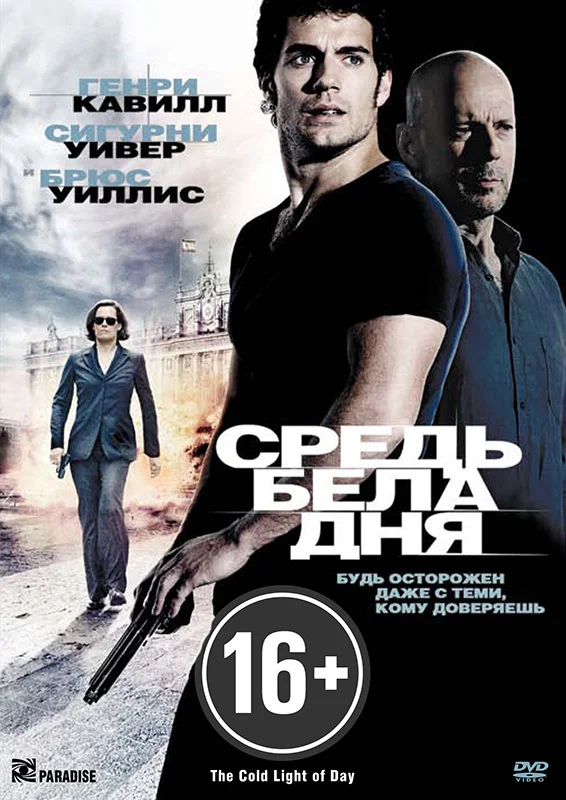 ГЕНРИ
КАВИЛЛ
СИГУРНИ
УИВЕР
И БРЮС
УИЛЛИС
СРЕДЬ
БЕЛА
ДНЯ
БУДЬ ОСТОРОЖЕН
ДАЖЕ С ТЕМИ,
КОМУ ДОВЕРЯЕШЬ
16+
PARADISE
The Cold Light of Day
DVD
VIDEO